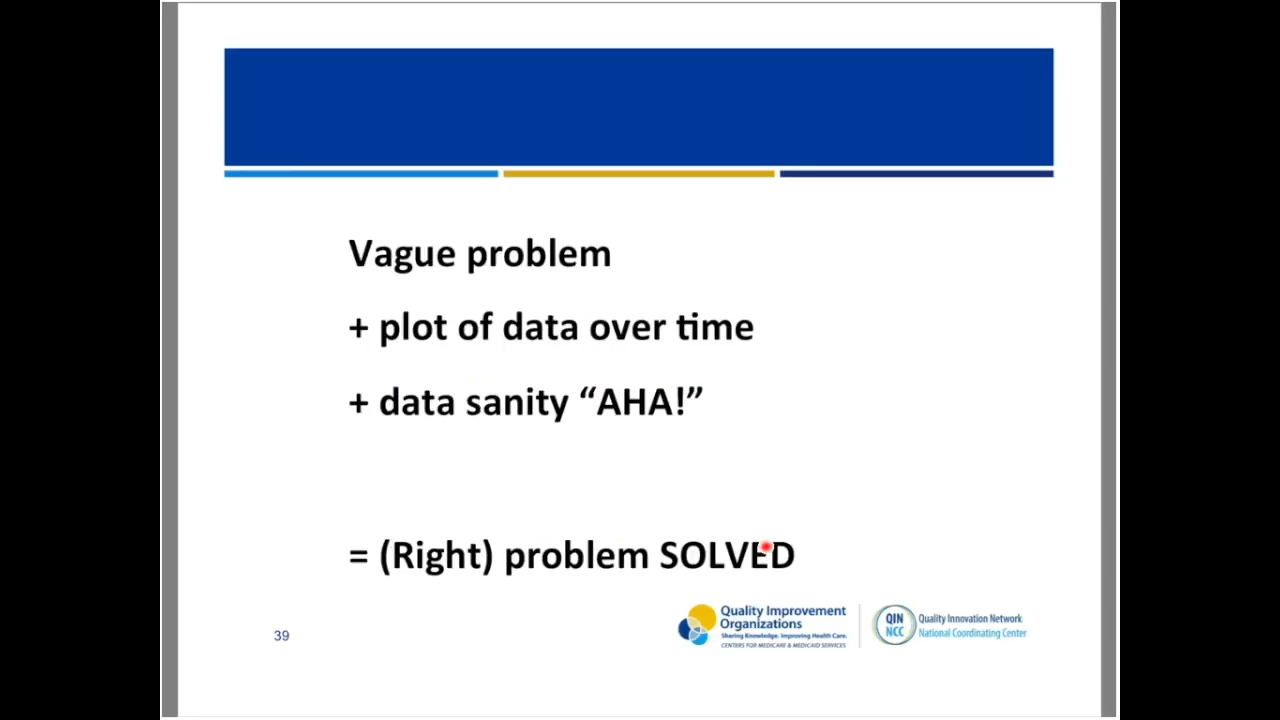 Vague problem
+ plot of data over time
+ data sanity “AHA!”
= (Right) problem SOLVED
39
Quality Improvement
Organizations
Sharing Knowledge. Improving Health Care.
CENTERS FOR MEDICARE & MEDICAID SERVICES
QIN
NCC
Quality Innovation Network
National Coordinating Center